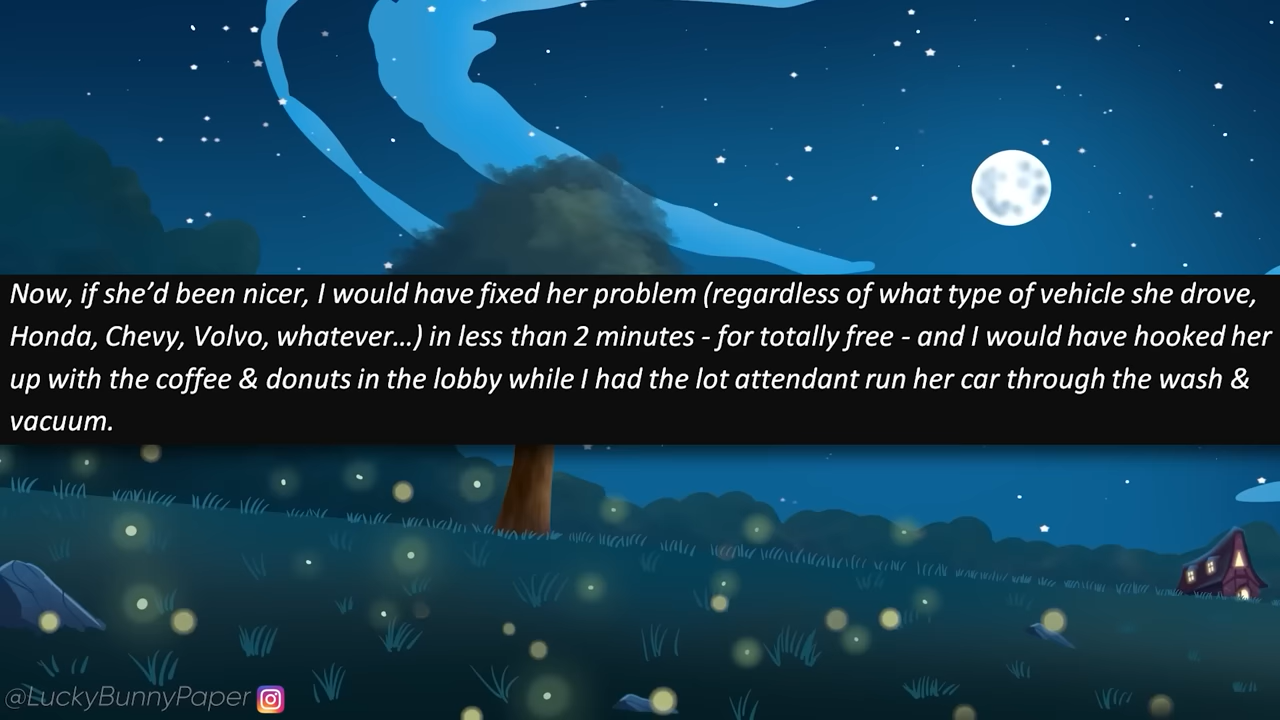 Now, if she’d been nicer, I would have fixed her problem (regardless of what type of vehicle she drove,
Honda, Chevy, Volvo, whatever…) in less than 2 minutes - for totally free - and I would have hooked her
up with the coffee & donuts in the lobby while I had the lot attendant run her car through the wash &
vacuum.
@LuckyBunnyPaper